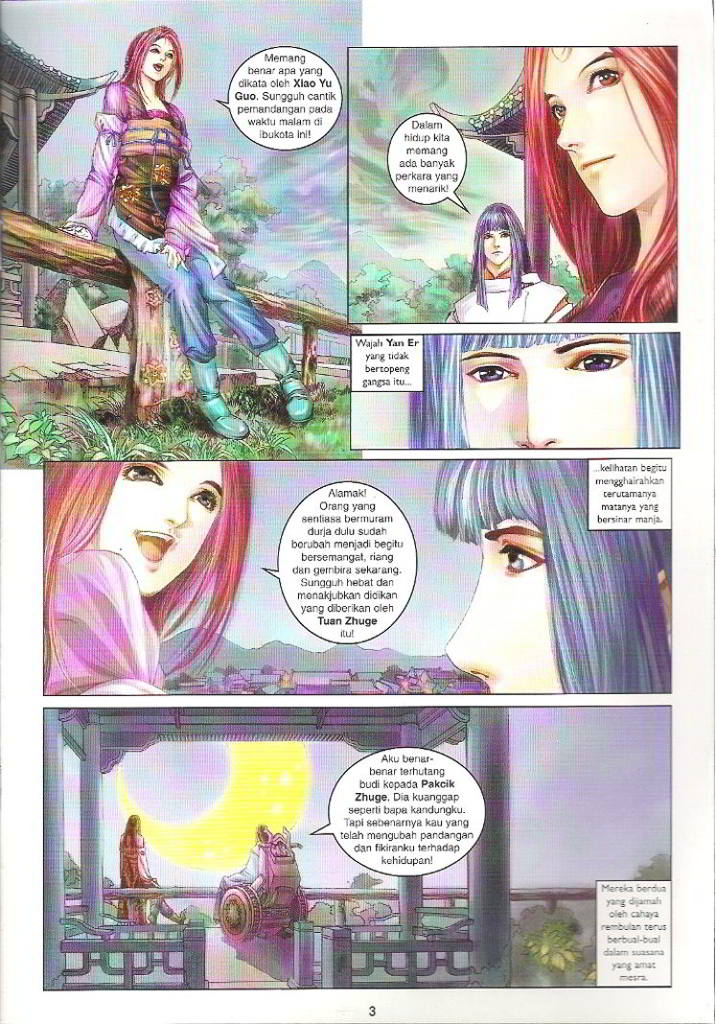 Memang
benar apa yang
dikata oleh Xiao Yu
Guo. Sungguh cantik
pemandangan pada
waktu malam di
ibukota ini!
Dalam
hidup kita
memang
ada banyak
perkara yang
menarik!
Wajah Yan Er
yang tidak
bertopeng
gangsa itu...
...kelihatan begitu
mengghairahkan
terutamanya
matanya yang
bersinar manja.
Alamak!
Orang yang
sentiasa bermuram
durja dulu sudah
berubah menjadi begitu
bersemangat, riang
dan gembira sekarang.
Sungguh hebat dan
menakjubkan didikan
yang diberikan oleh
Tuan Zhuge
itu!
Aku benar-
benar terhutang
budi kepada Pakcik
Zhuge. Dia kuanggap
seperti bapa kandungku.
Tapi sebenarnya kau yang
telah mengubah pandangan
dan fikiranku terhadap
kehidupan!
Mereka berdua
yang dijamah
oleh cahaya
rembulan terus
berbual-bual
dalam suasana
yang amat
mesra.
3